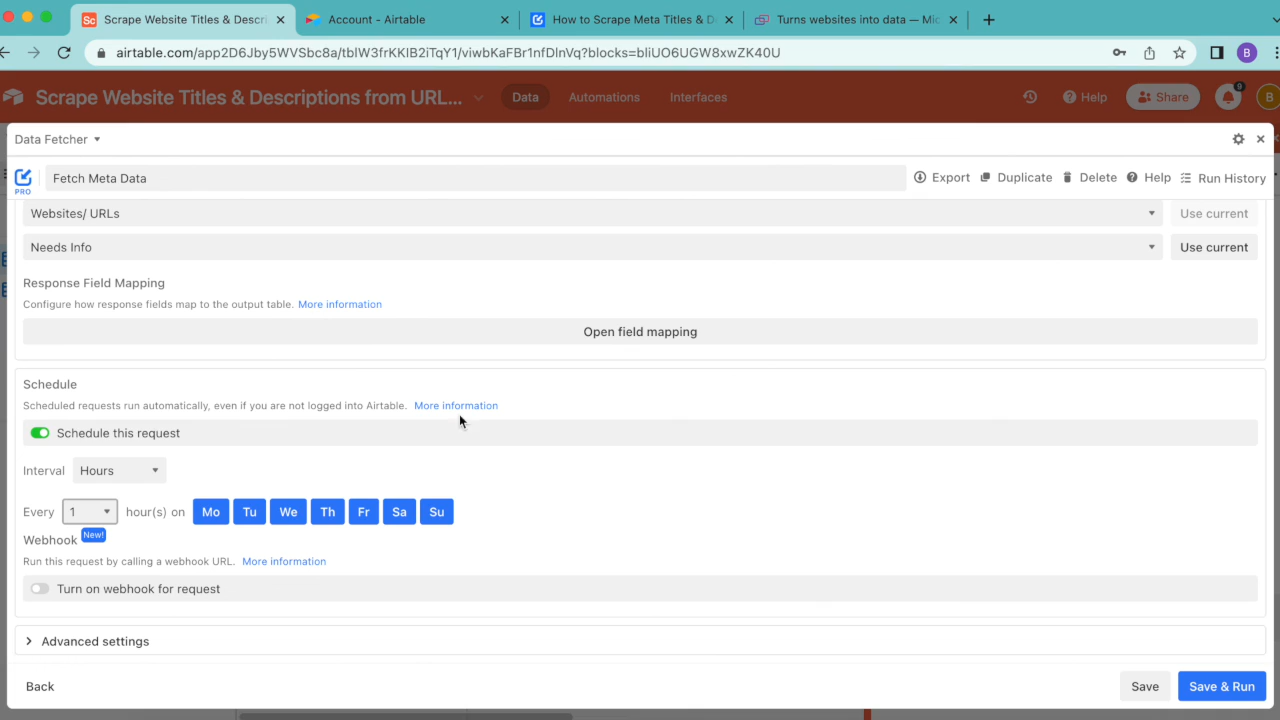 Scrape Website Titles & Descri
Account - Airtable
How to Scrape Meta Titles & D
Turns websites into data — Mic
airtable.com/app2D6Jby5WVSbc8a/tblW3frKKIB2iTqY1/viwbKaFBr1nfDlnVq?blocks=bliUO6UGW8xwZK40U
B
Scrape Website Titles & Descriptions from URL...
Data
Automations
Interfaces
Help
Share
9
B
Data Fetcher
PRO
Fetch Meta Data
Export
Duplicate
Delete
Help
Run History
Websites/ URLs
Use current
Needs Info
Use current
Response Field Mapping
Configure how response fields map to the output table. More information
Open field mapping
Schedule
Scheduled requests run automatically, even if you are not logged into Airtable. More information
Schedule this request
Interval Hours
Every 1 hour(s) on Mo Tu We Th Fr Sa Su
Webhook New!
Run this request by calling a webhook URL. More information
Turn on webhook for request
Advanced settings
Back
Save
Save & Run